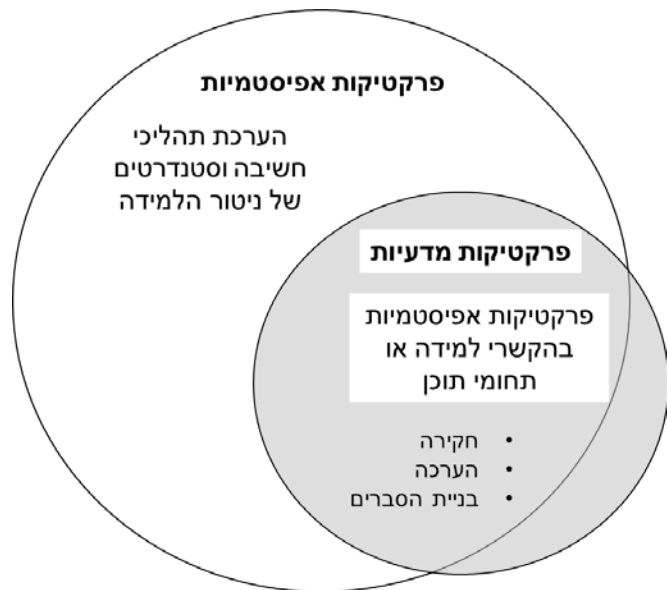 פרקטיקות אפיסטמיות
הערכת תהליכי
חשיבה וסטנדרטים
של ניטור הלמידה
פרקטיקות מדעיות
פרקטיקות אפיסטמיות
בהקשרי למידה או
תחומי תוכן
• חקירה
• הערכה
• בניית הסברים